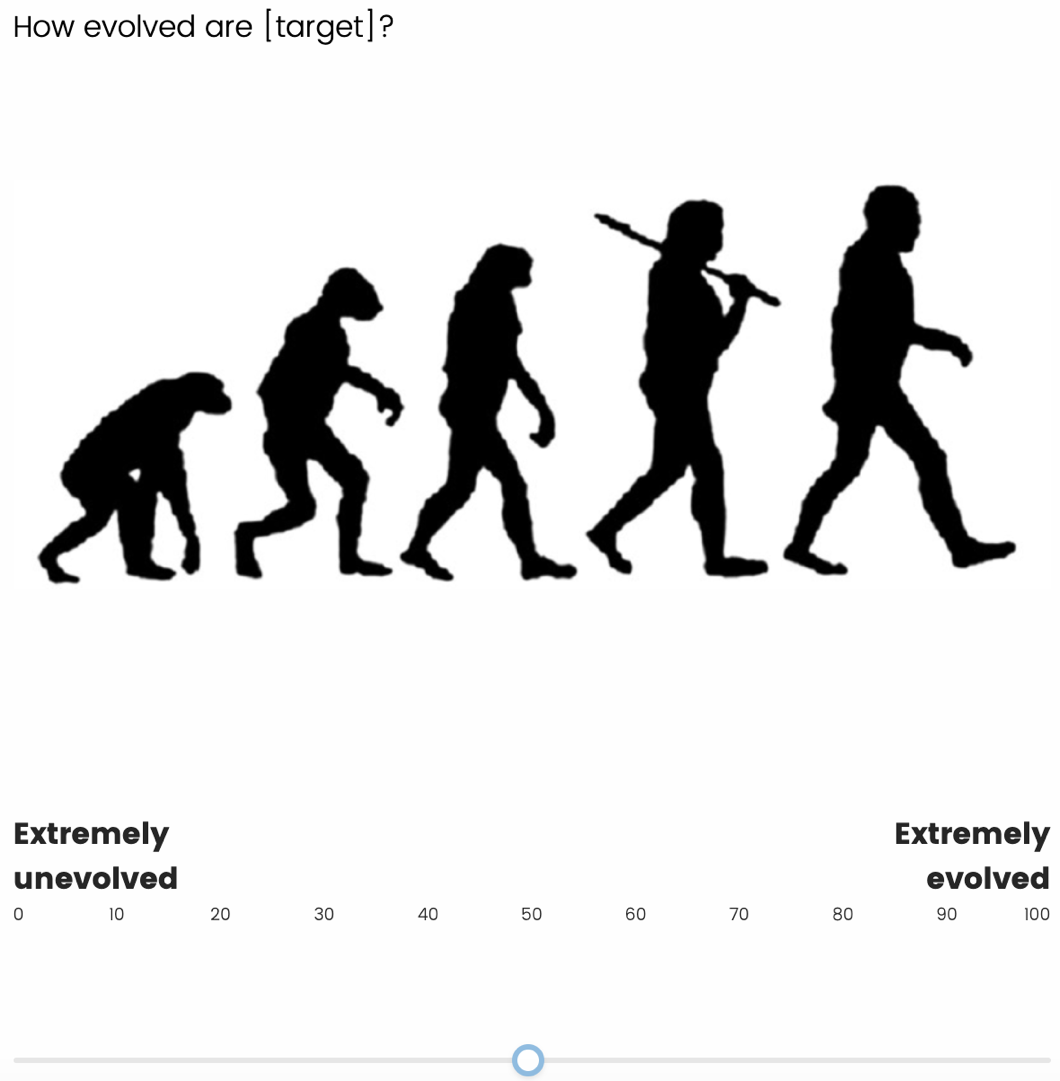 How evolved are [target]?
Extremely Extremely
unevolved evolved
0 10 20 30 40 50 60 70 80 90 100